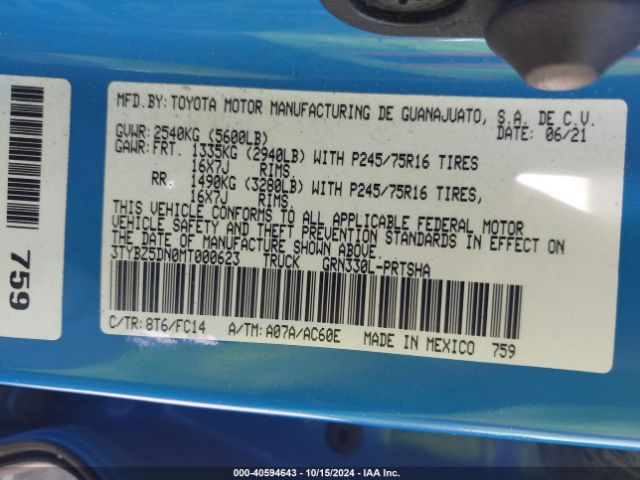 MFD. BY: TOYOTA MOTOR MANUFACTURING DE GUANAJUATO, S.A. DE C.V.
GVWR: 2540KG (5600LB) DATE: 06/21
GAWR: FRT. 1335KG (2940LB) WITH P245/75R16 TIRES
16X7J RIMS.
RR. 1490KG (3280LB) WITH P245/75R16 TIRES,
16X7J RIMS.
THIS VEHICLE CONFORMS TO ALL APPLICABLE FEDERAL MOTOR
VEHICLE SAFETY AND THEFT PREVENTION STANDARDS IN EFFECT ON
THE DATE OF MANUFACTURE SHOWN ABOVE.
3TYBZ5DN0MT000623 TRUCK GRN330L-PRTSHA
C/TR: 8T6/FC14 A/TM: A07A/AC60E MADE IN MEXICO 759
759
000-40594643 - 10/15/2024 - IAA Inc.